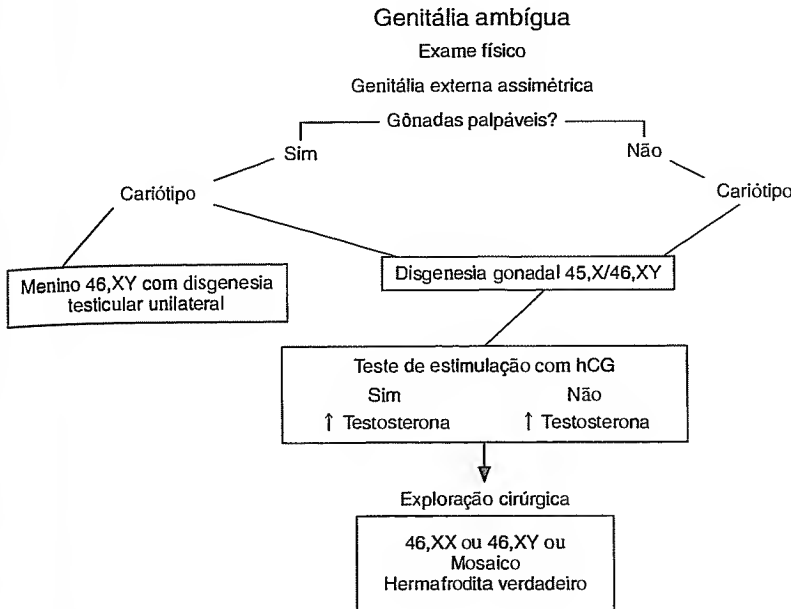 Genitália ambígua
Exame físico
Genitália externa assimétrica
Gônadas palpáveis?
Sim
Não
Cariótipo
Cariótipo
Menino 46,XY com disgenesia
testicular unilateral
Disgenesia gonadal 45,X/46,XY
Teste de estimulação com hCG
Sim Não
↑ Testosterona ↑ Testosterona
Exploração cirúrgica
46,XX ou 46,XY ou
Mosaico
Hermafrodita verdadeiro